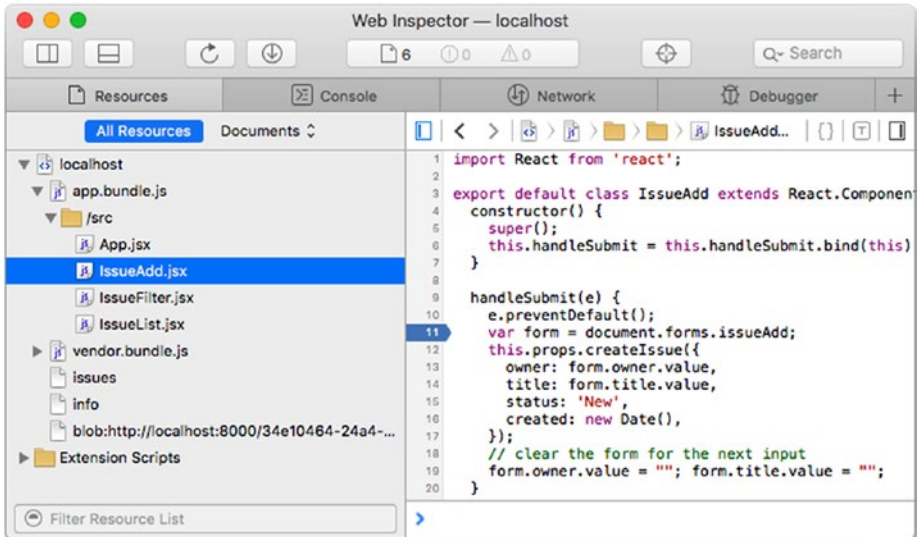 Web Inspector — localhost
6 0 0 Search
Resources Console Network Debugger +
All Resources Documents
localhost
app.bundle.js
/src
App.jsx
IssueAdd.jsx
IssueFilter.jsx
IssueList.jsx
vendor.bundle.js
issues
info
blob:http://localhost:8000/34e10464-24a4-...
Extension Scripts
Filter Resource List
IssueAdd... {} T
1 import React from 'react';
2
3 export default class IssueAdd extends React.Componen
4 constructor() {
5 super();
6 this.handleSubmit = this.handleSubmit.bind(this)
7 }
8
9 handleSubmit(e) {
10 e.preventDefault();
11 var form = document.forms.issueAdd;
12 this.props.createIssue({
13 owner: form.owner.value,
14 title: form.title.value,
15 status: 'New',
16 created: new Date(),
17 });
18 // clear the form for the next input
19 form.owner.value = ""; form.title.value = "";
20 }